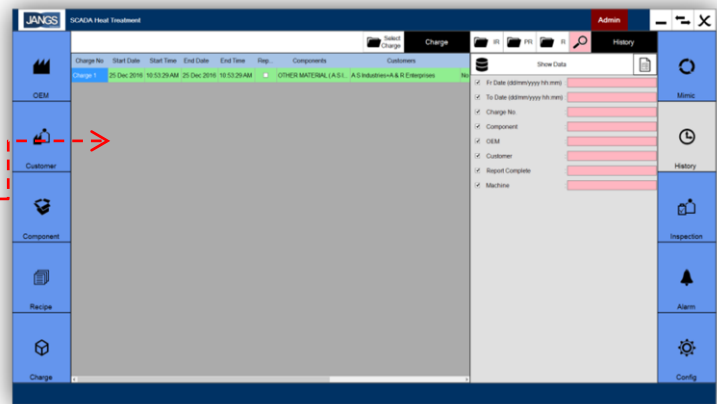 JANGS SCADA Heat Treatment Admin
Select Charge Charge IR PR R History
Charge No Start Date Start Time End Date End Time Rep... Components Customers
Charge 1 25 Dec 2016 10:53:29 AM 25 Dec 2016 10:53:29 AM OTHER MATERIAL ( A S I... A S Industries=A & R Enterprises No
Show Data
Fr Date (dd/mm/yyyy hh:mm)
To Date (dd/mm/yyyy hh:mm)
Charge No
Component
OEM
Customer
Report Complete
Machine
OEM
Customer
Component
Recipe
Charge
Mimic
History
Inspection
Alarm
Config